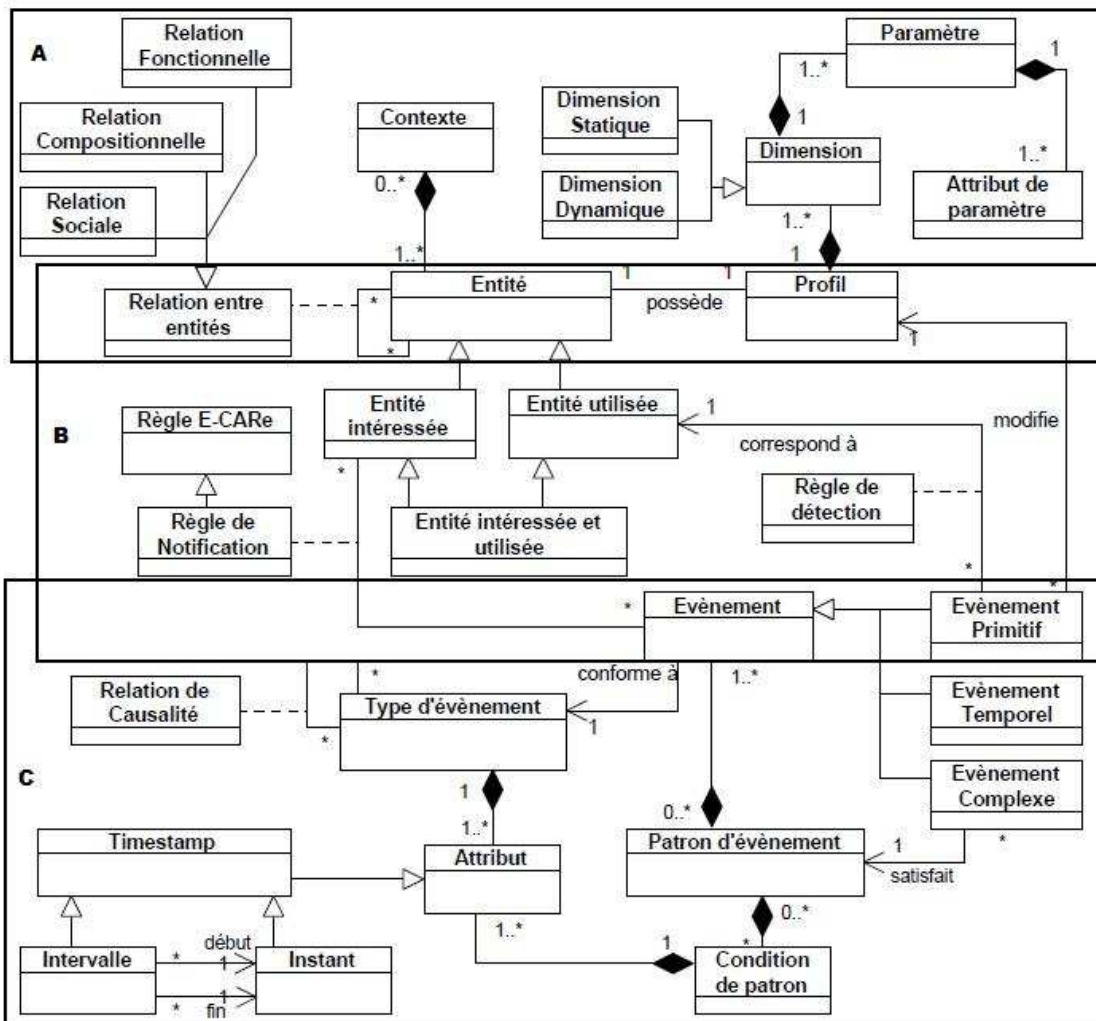 A
Relation
Fonctionnelle
Paramètre
1
1..*
Relation
Compositionnelle
Contexte
Dimension
Statique
1
Dimension
0..*
1..*
Relation
Sociale
Dimension
Dynamique
Attribut de
paramètre
1..*
1..*
1
Relation entre
entités
*
*
Entité
1
1
possède
Profil
1
B
Règle E-CARe
Entité
intéressée
Entité utilisée
1
correspond à
modifie
*
Règle de
détection
Règle de
Notification
Entité intéressée et
utilisée
*
*
*
Evènement
Evènement
Primitif
Relation de
Causalité
*
*
Type d'évènement
conforme à
1
1..*
Evènement
Temporel
C
1
1..*
0..*
Evènement
Complexe
*
Timestamp
Attribut
Patron d'évènement
1
satisfait
1..*
0..*
Intervalle
*
début
1
*
1
fin
Instant
1
*
Condition
de patron